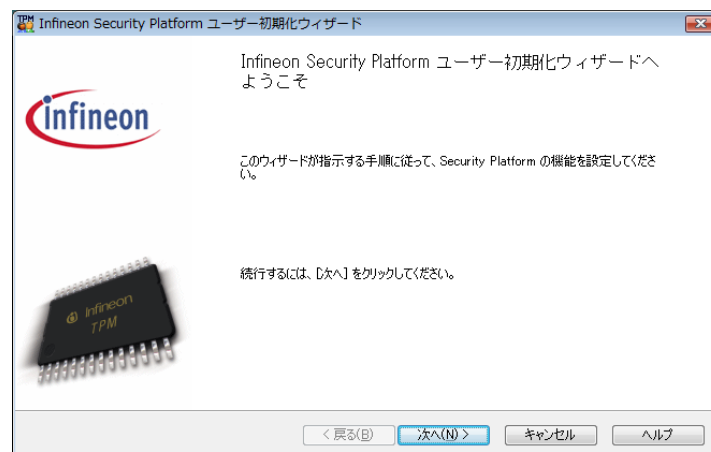 TPM
Infineon Security Platform ユーザー初期化ウィザード
Infineon Security Platform ユーザー初期化ウィザードへ
ようこそ
infineon
このウィザードが指示する手順に従って、Security Platform の機能を設定してくださ
い。
続行するには、[次へ] をクリックしてください。
Infineon
TPM
< 戻る(B)
次へ(N) >
キャンセル
ヘルプ